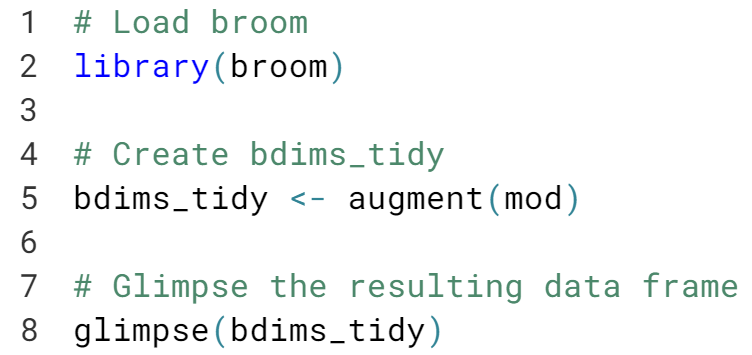 1 # Load broom
2 library(broom)
3
4 # Create bdims_tidy
5 bdims_tidy <- augment(mod)
6
7 # Glimpse the resulting data frame
8 glimpse(bdims_tidy)